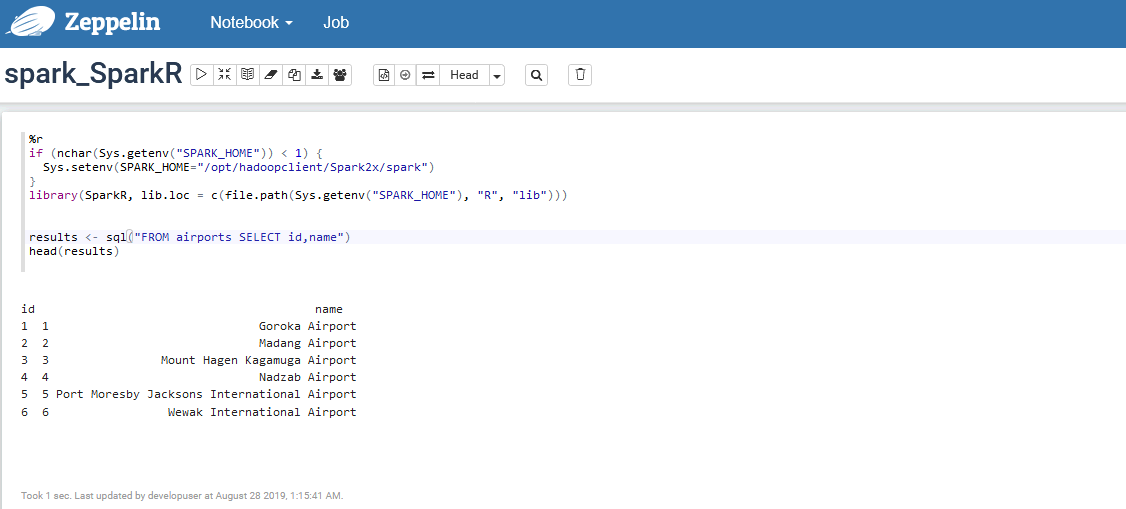 Zeppelin Notebook Job
spark_SparkR Head
%r
if (nchar(Sys.getenv("SPARK_HOME")) < 1) {
  Sys.setenv(SPARK_HOME="/opt/hadoopclient/Spark2x/spark")
}
library(SparkR, lib.loc = c(file.path(Sys.getenv("SPARK_HOME"), "R", "lib")))
results <- sql("FROM airports SELECT id,name")
head(results)
id name
1 1 Goroka Airport
2 2 Madang Airport
3 3 Mount Hagen Kagamuga Airport
4 4 Nadzab Airport
5 5 Port Moresby Jacksons International Airport
6 6 Wewak International Airport
Took 1 sec. Last updated by developuser at August 28 2019, 1:15:41 AM.